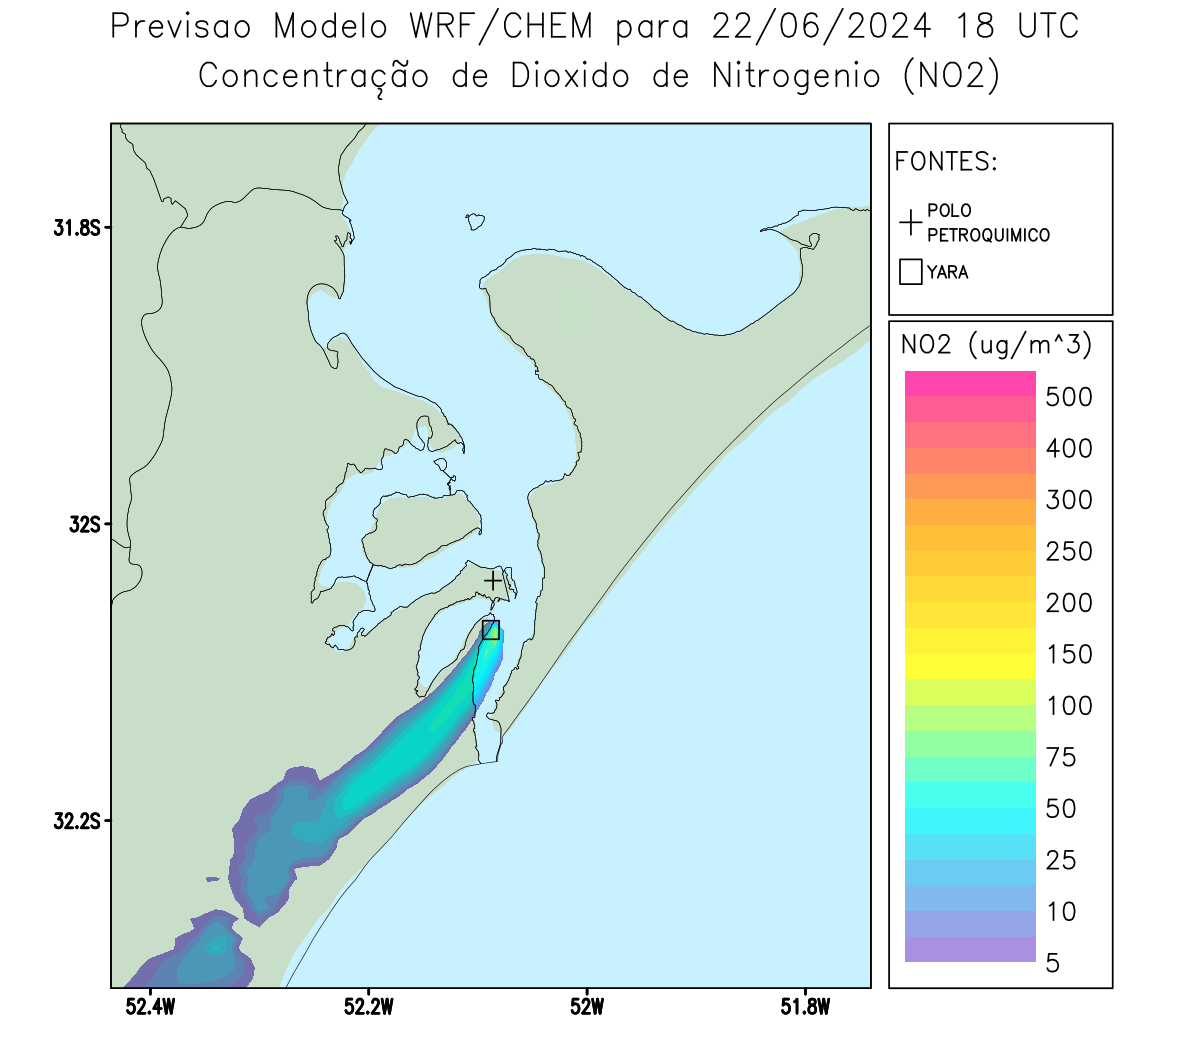 Previsao Modelo WRF/CHEM para 22/06/2024 18 UTC
Concentração de Dioxido de Nitrogenio (NO2)
FONTES:
POLO
PETROQUIMICO
YARA
NO2 (ug/m^3)
500
400
300
250
200
150
100
75
50
25
10
5
31.8S
32S
32.2S
52.4W
52.2W
52W
51.8W